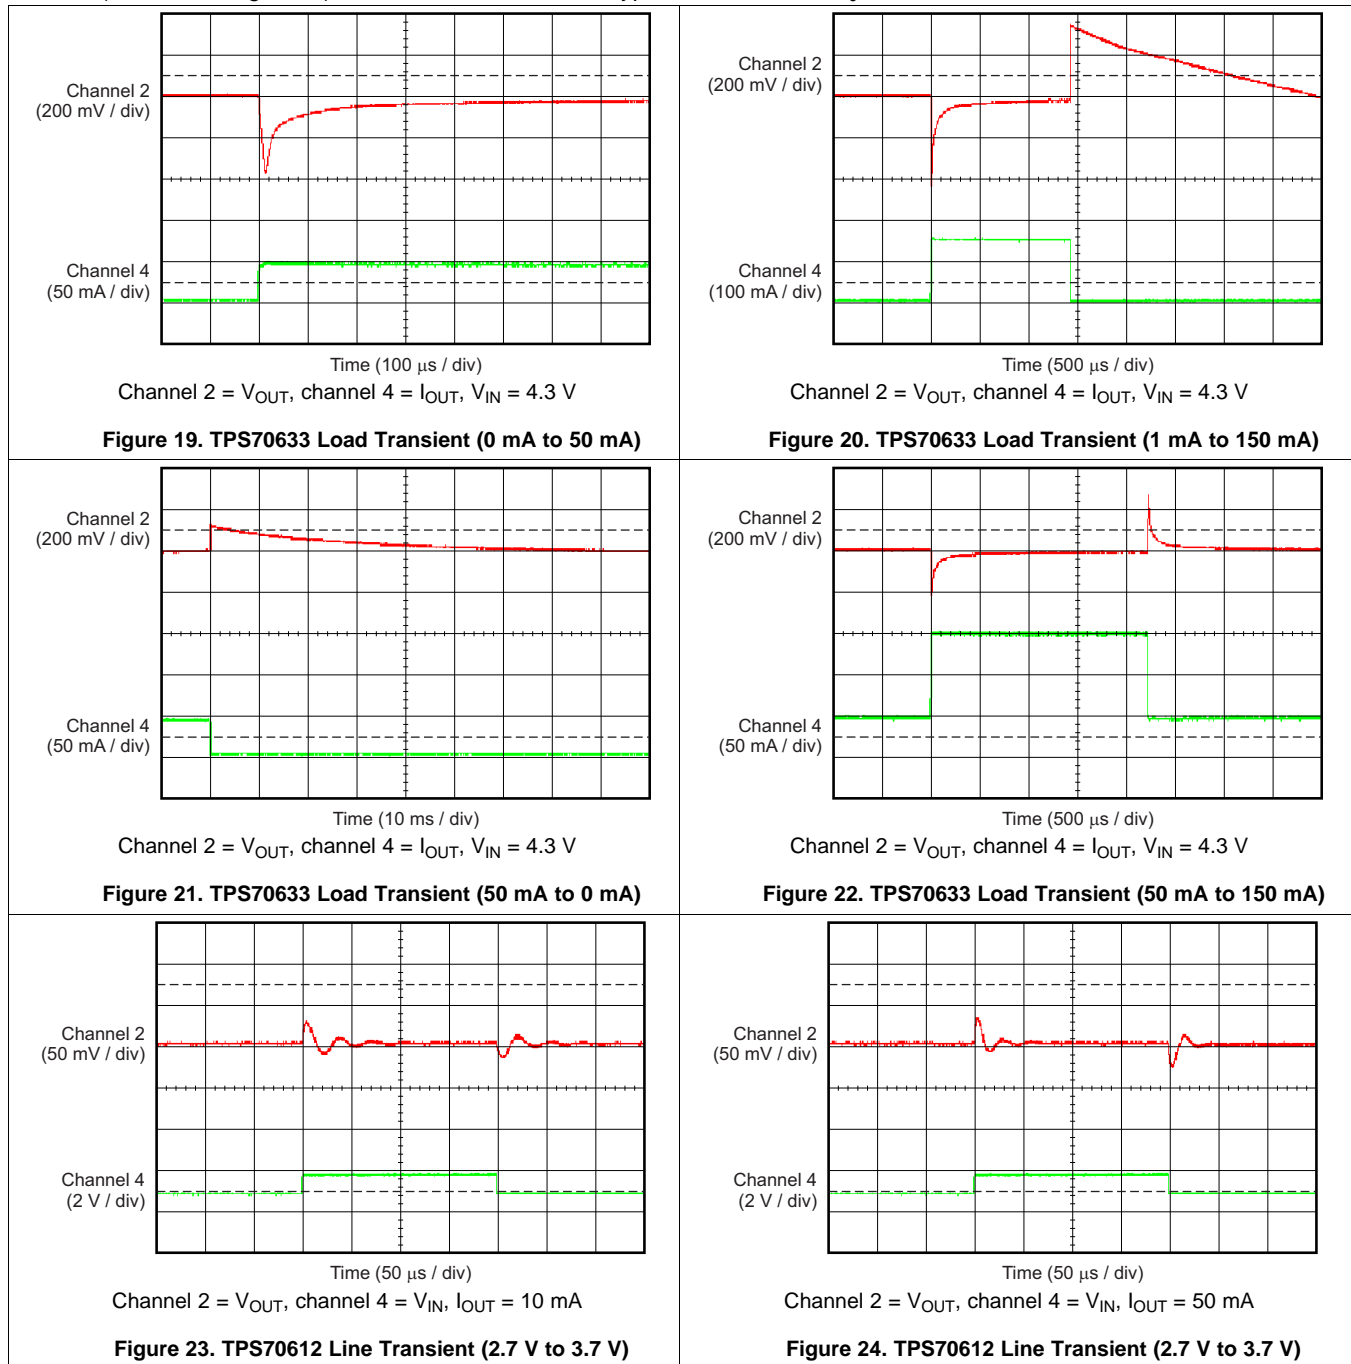 Channel 2
(200 mV / div)
Channel 4
(50 mA / div)
Time (100 μs / div)
Channel 2 = VOUT, channel 4 = IOUT, VIN = 4.3 V
Figure 19. TPS70633 Load Transient (0 mA to 50 mA)
Channel 2
(200 mV / div)
Channel 4
(100 mA / div)
Time (500 μs / div)
Channel 2 = VOUT, channel 4 = IOUT, VIN = 4.3 V
Figure 20. TPS70633 Load Transient (1 mA to 150 mA)
Channel 2
(200 mV / div)
Channel 4
(50 mA / div)
Time (10 ms / div)
Channel 2 = VOUT, channel 4 = IOUT, VIN = 4.3 V
Figure 21. TPS70633 Load Transient (50 mA to 0 mA)
Channel 2
(200 mV / div)
Channel 4
(50 mA / div)
Time (500 μs / div)
Channel 2 = VOUT, channel 4 = IOUT, VIN = 4.3 V
Figure 22. TPS70633 Load Transient (50 mA to 150 mA)
Channel 2
(50 mV / div)
Channel 4
(2 V / div)
Time (50 μs / div)
Channel 2 = VOUT, channel 4 = VIN, IOUT = 10 mA
Figure 23. TPS70612 Line Transient (2.7 V to 3.7 V)
Channel 2
(50 mV / div)
Channel 4
(2 V / div)
Time (50 μs / div)
Channel 2 = VOUT, channel 4 = VIN, IOUT = 50 mA
Figure 24. TPS70612 Line Transient (2.7 V to 3.7 V)